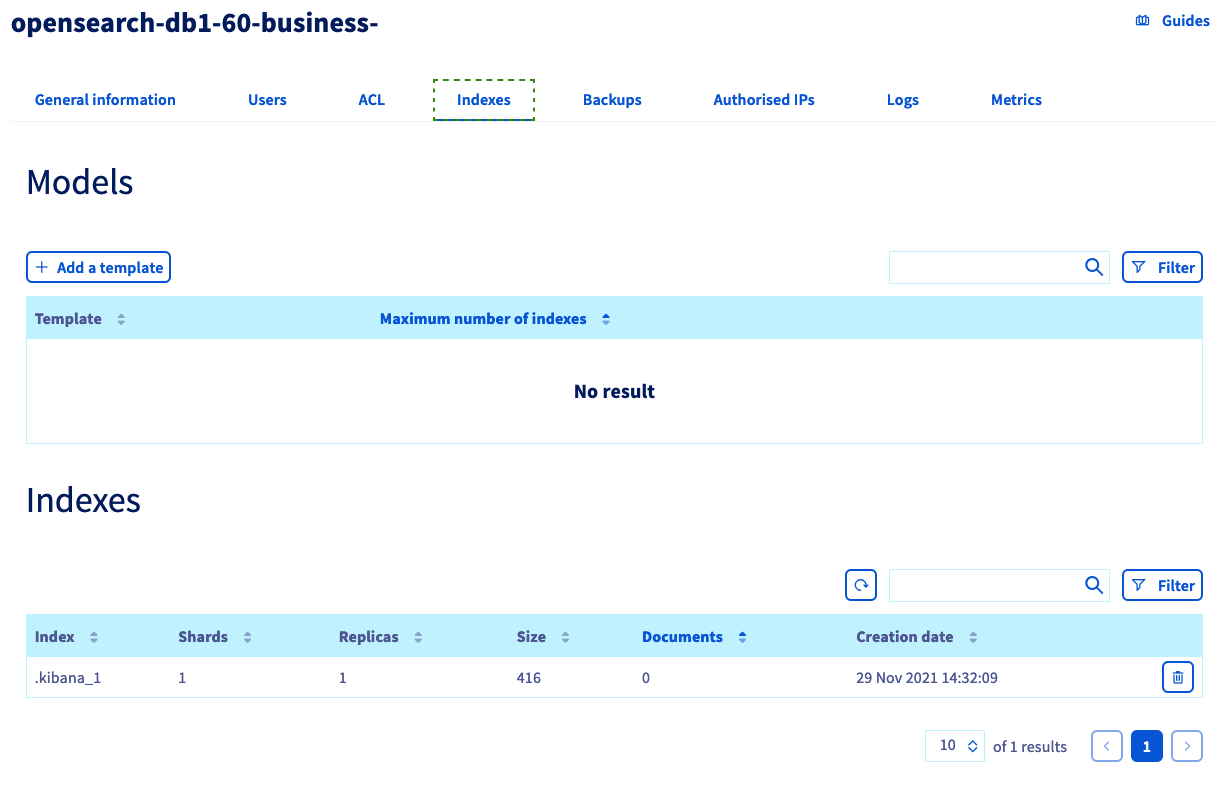 opensearch-db1-60-business-
Guides
General information Users ACL Indexes Backups Authorised IPs Logs Metrics
Models
+ Add a template
Filter
Template Maximum number of indexes
No result
Indexes
Filter
Index Shards Replicas Size Documents Creation date
.kibana_1 1 1 416 0 29 Nov 2021 14:32:09
10 of 1 results 1